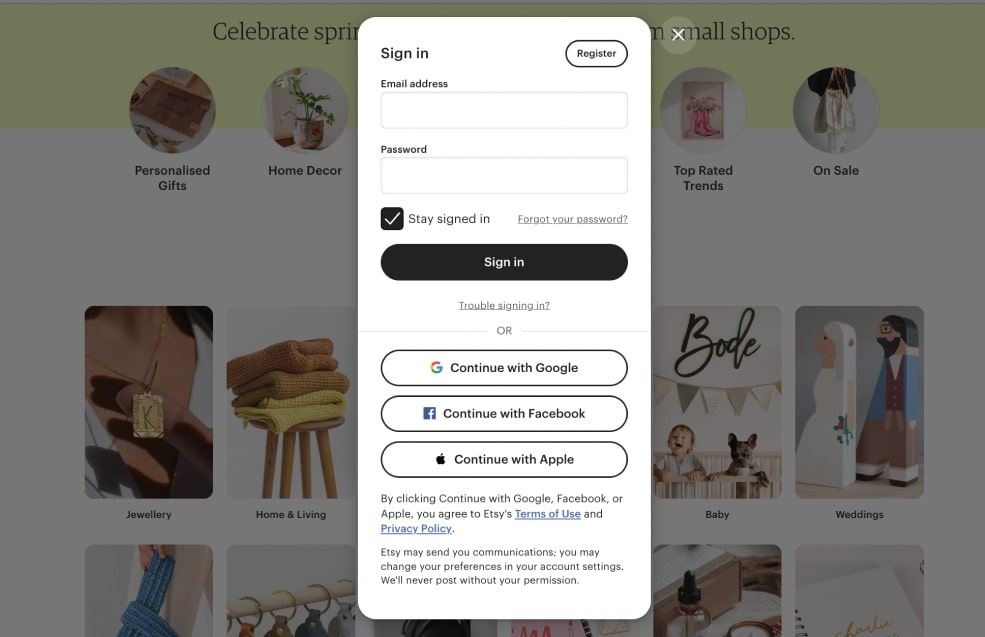 Celebrate
small shops.
Sign in
Register
Email address
Password
Stay signed in
Forgot your password?
Sign in
Trouble signing in?
OR
Continue with Google
Continue with Facebook
Continue with Apple
By clicking Continue with Google, Facebook, or
Apple, you agree to Etsy's Terms of Use and
Privacy Policy.
Etsy may send you communications; you may
change your preferences in your account settings.
We'll never post without your permission.
Personalised
Gifts
Home Decor
Top Rated
Trends
On Sale
K
Bode
Jewellery
Home & Living
Baby
Weddings